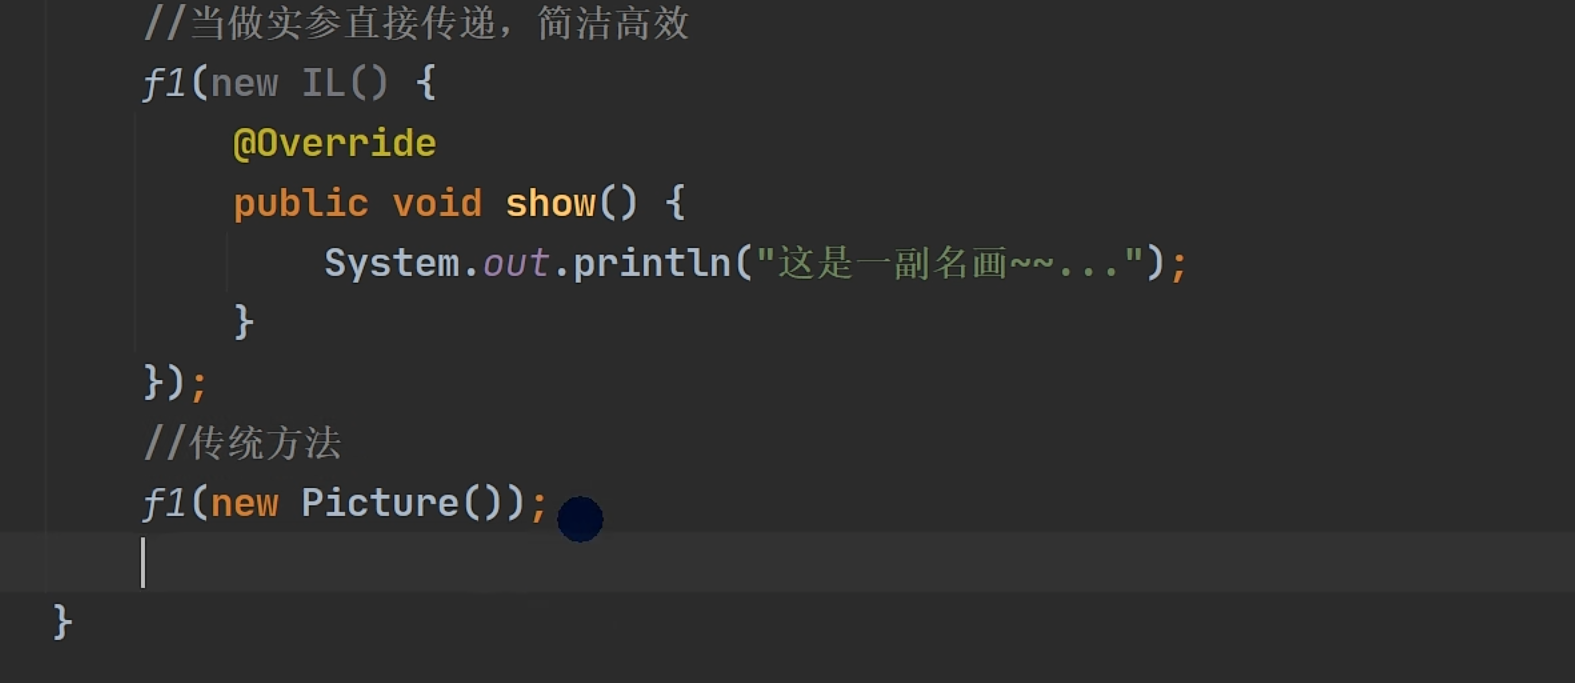 //当做实参直接传递，简洁高效
f1(new IL() {
@Override
public void show() {
System.out.println("这是一副名画~~...");
}
});
//传统方法
f1(new Picture());
}